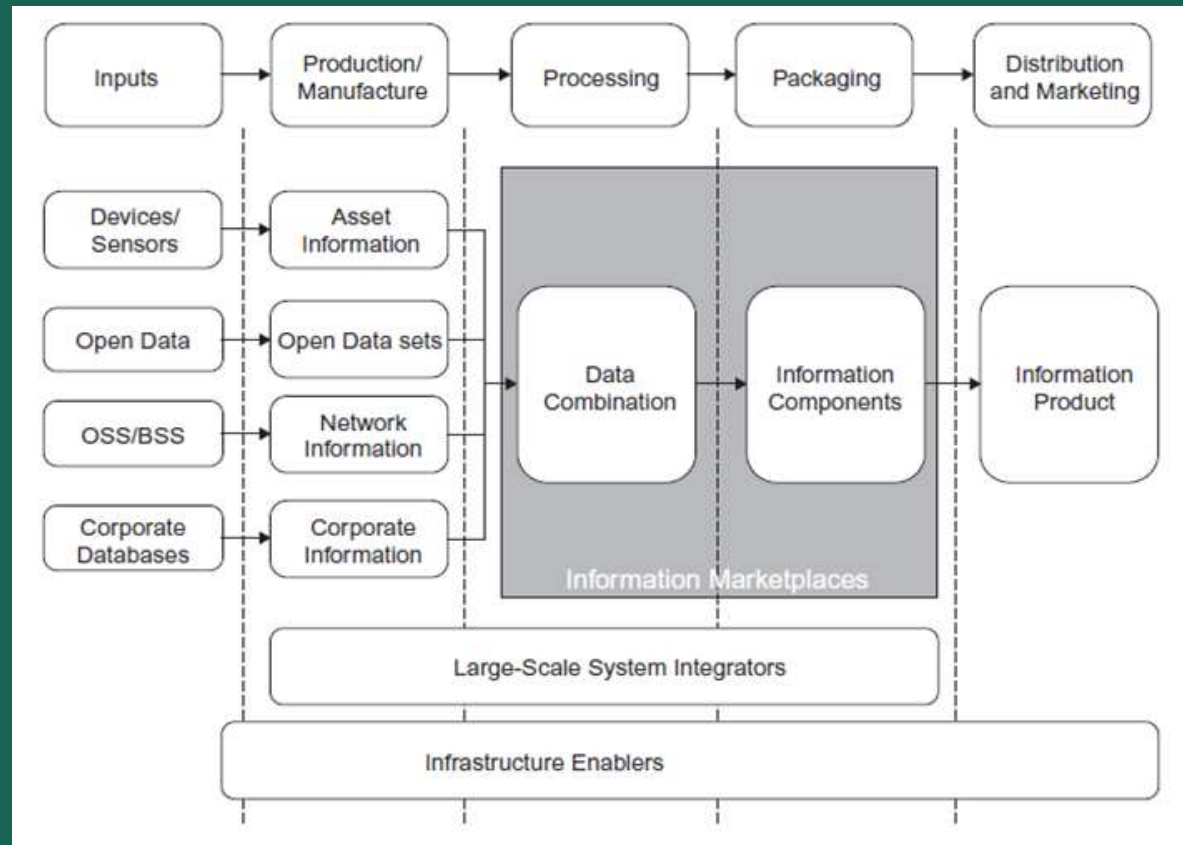 Inputs
Production/
Manufacture
Processing
Packaging
Distribution
and Marketing
Devices/
Sensors
Asset
Information
Open Data
Open Data sets
OSS/BSS
Network
Information
Corporate
Databases
Corporate
Information
Data
Combination
Information
Components
Information
Product
Information Marketplaces
Large-Scale System Integrators
Infrastructure Enablers